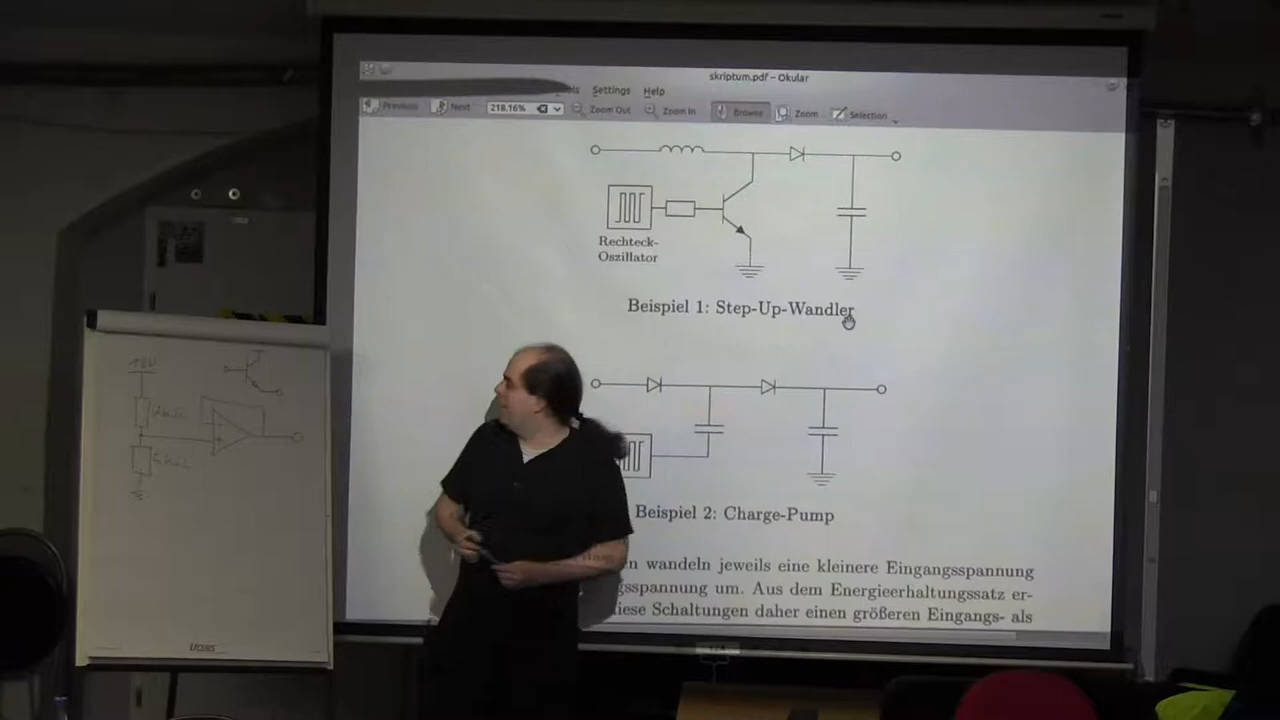 skriptum.pdf – Okular
Settings Help
Previous Next 218.16% Zoom Out Zoom In Browse Zoom Selection
Rechteck-
Oszillator
Beispiel 1: Step-Up-Wandler
Beispiel 2: Charge-Pump
wandeln jeweils eine kleinere Eingangsspannung
um. Aus dem Energieerhaltungssatz er-
Schaltungen daher einen größeren Eingangs- als